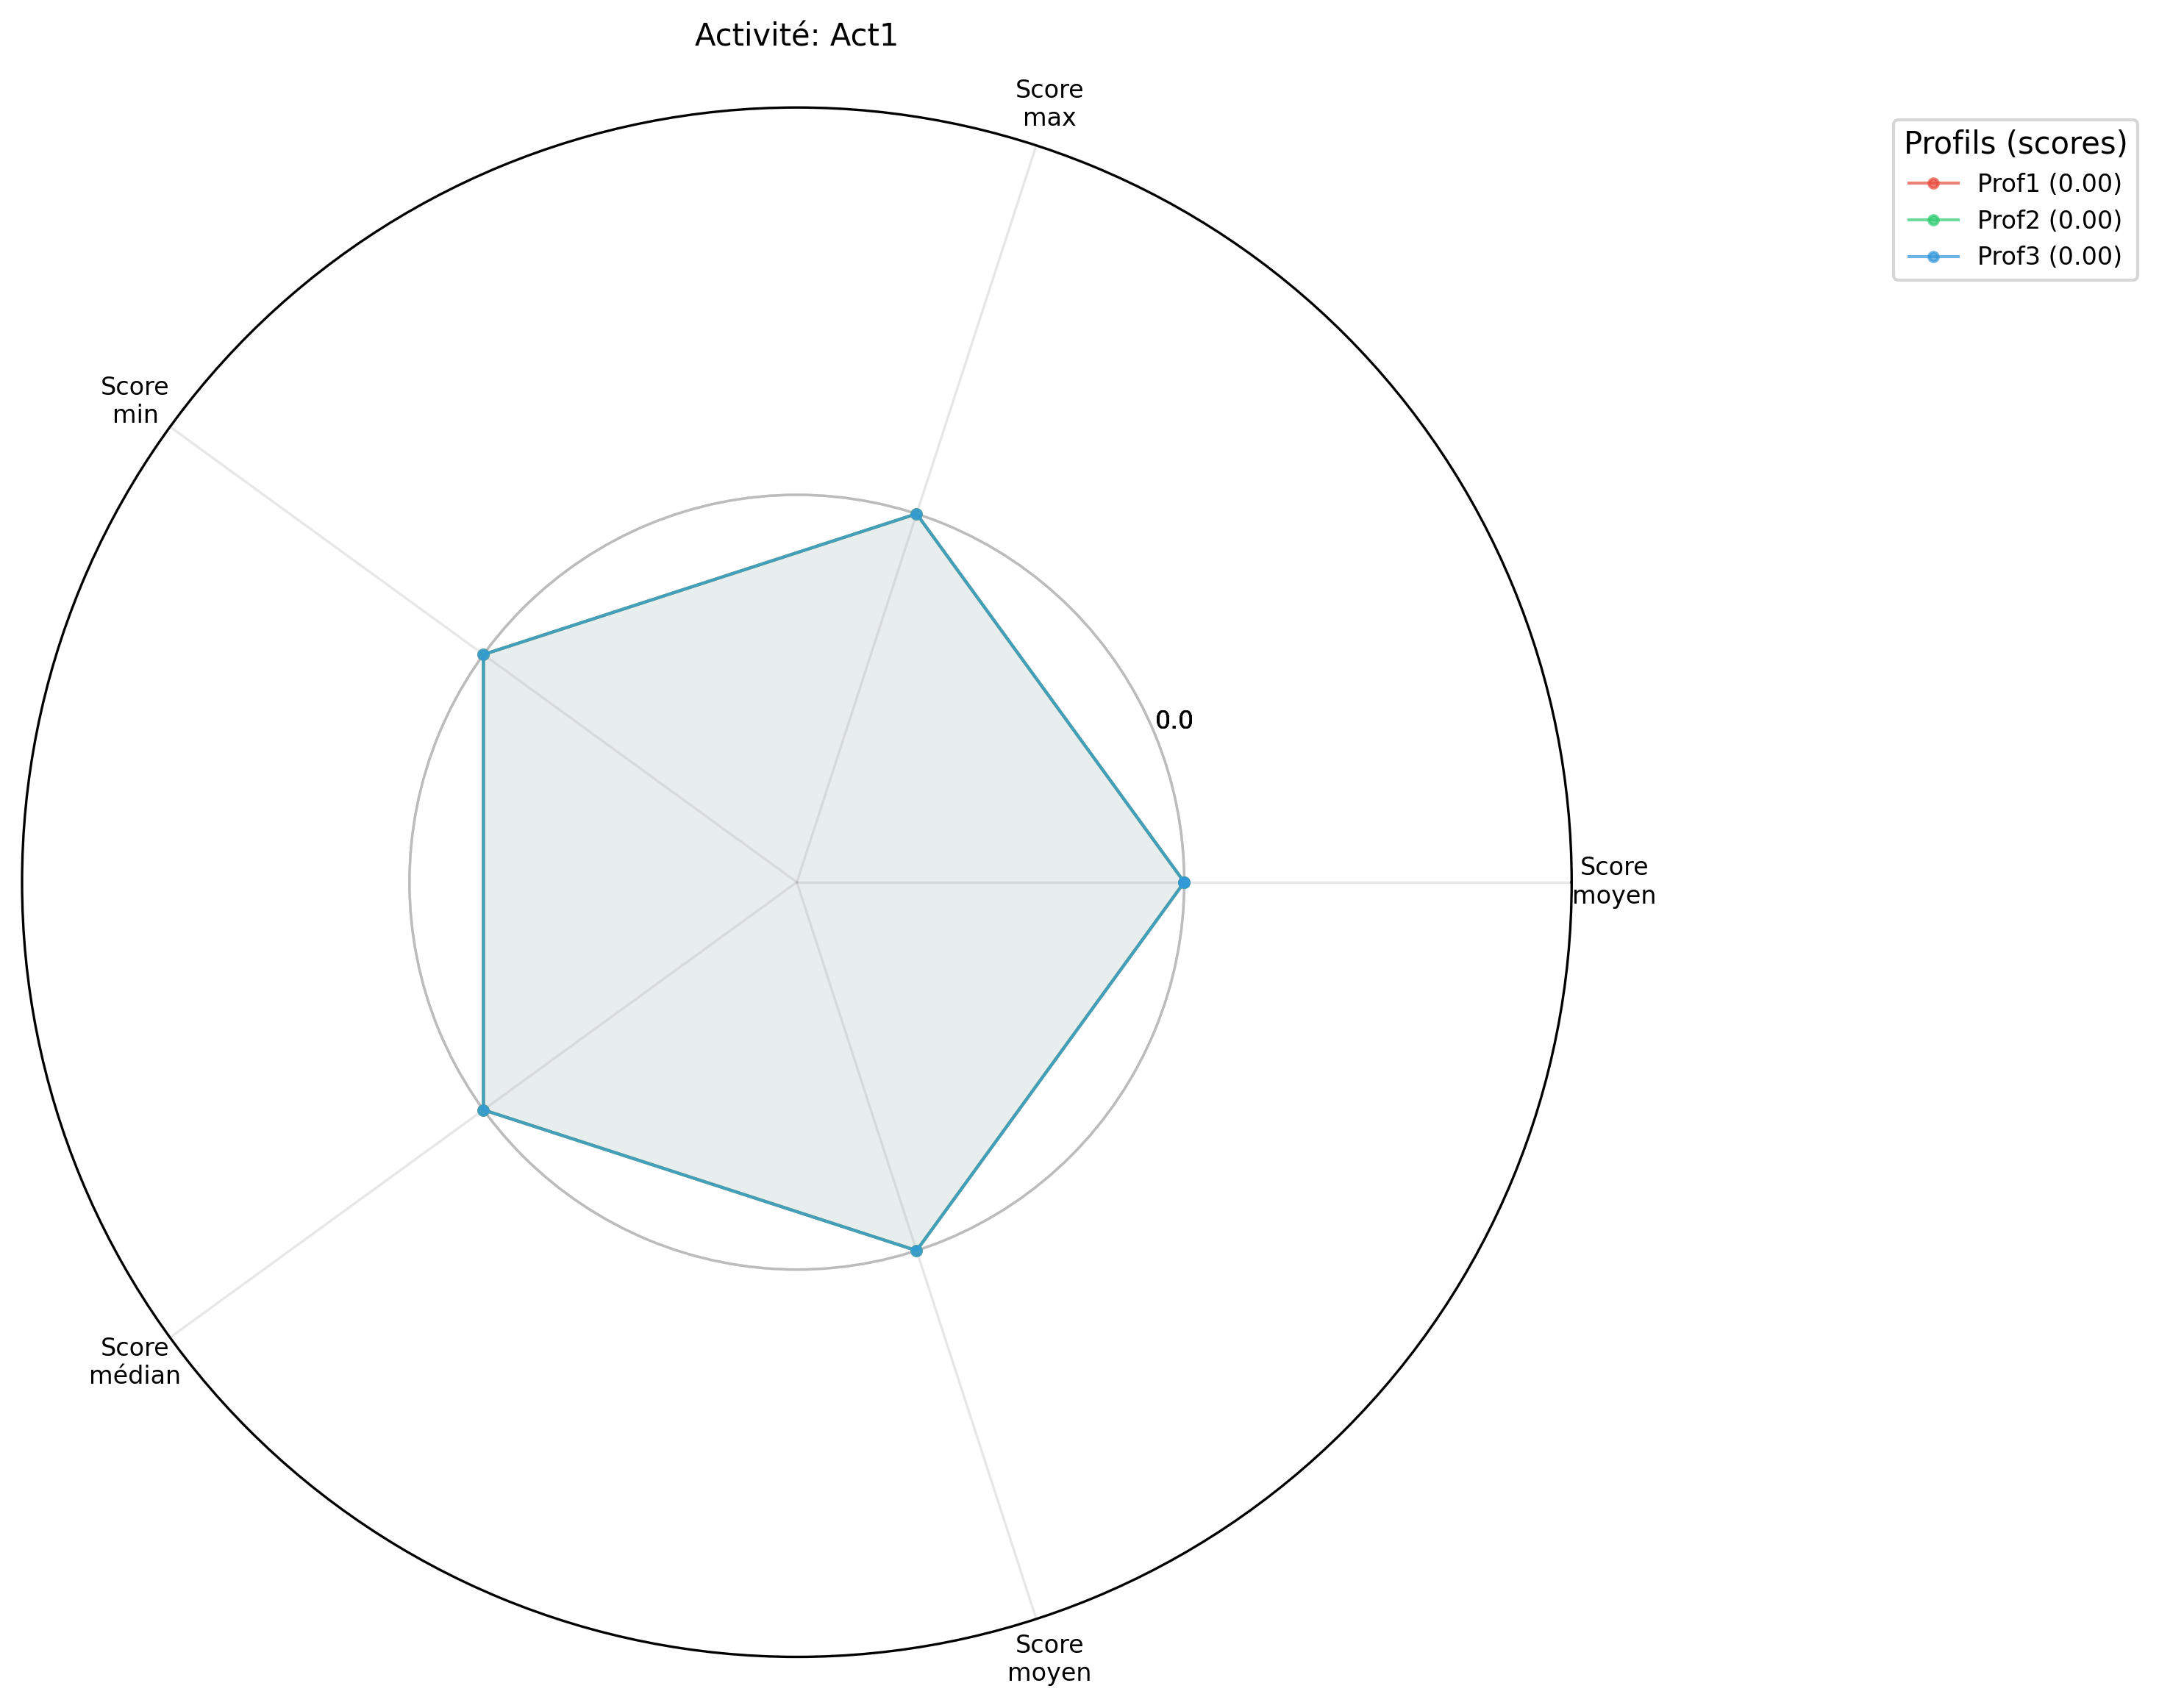 Activité: Act1
Score
max
Profils (scores)
Prof1 (0.00)
Prof2 (0.00)
Prof3 (0.00)
Score
min
0.0
Score
moyen
Score
médian
Score
moyen